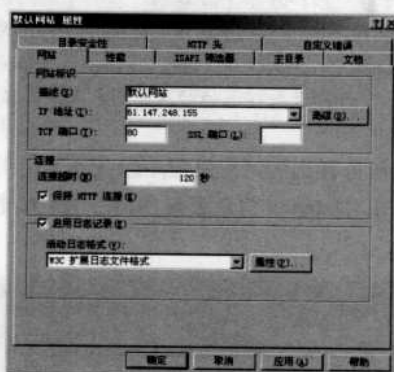 默认网站 属性
目录安全性 HTTP 头 自定义错误
网站 性能 ISAPI 筛选器 主目录 文档
网站标识
描述(S) 默认网站
IP 地址(I): 61.147.248.155 高级(D)...
TCP 端口(T): 80 SSL 端口(L):
连接
连接超时(N) 120 秒
保持 HTTP 连接(K)
启用日志记录(E)
活动日志格式(V):
W3C 扩展日志文件格式 属性(P)...
确定 取消 应用(A) 帮助